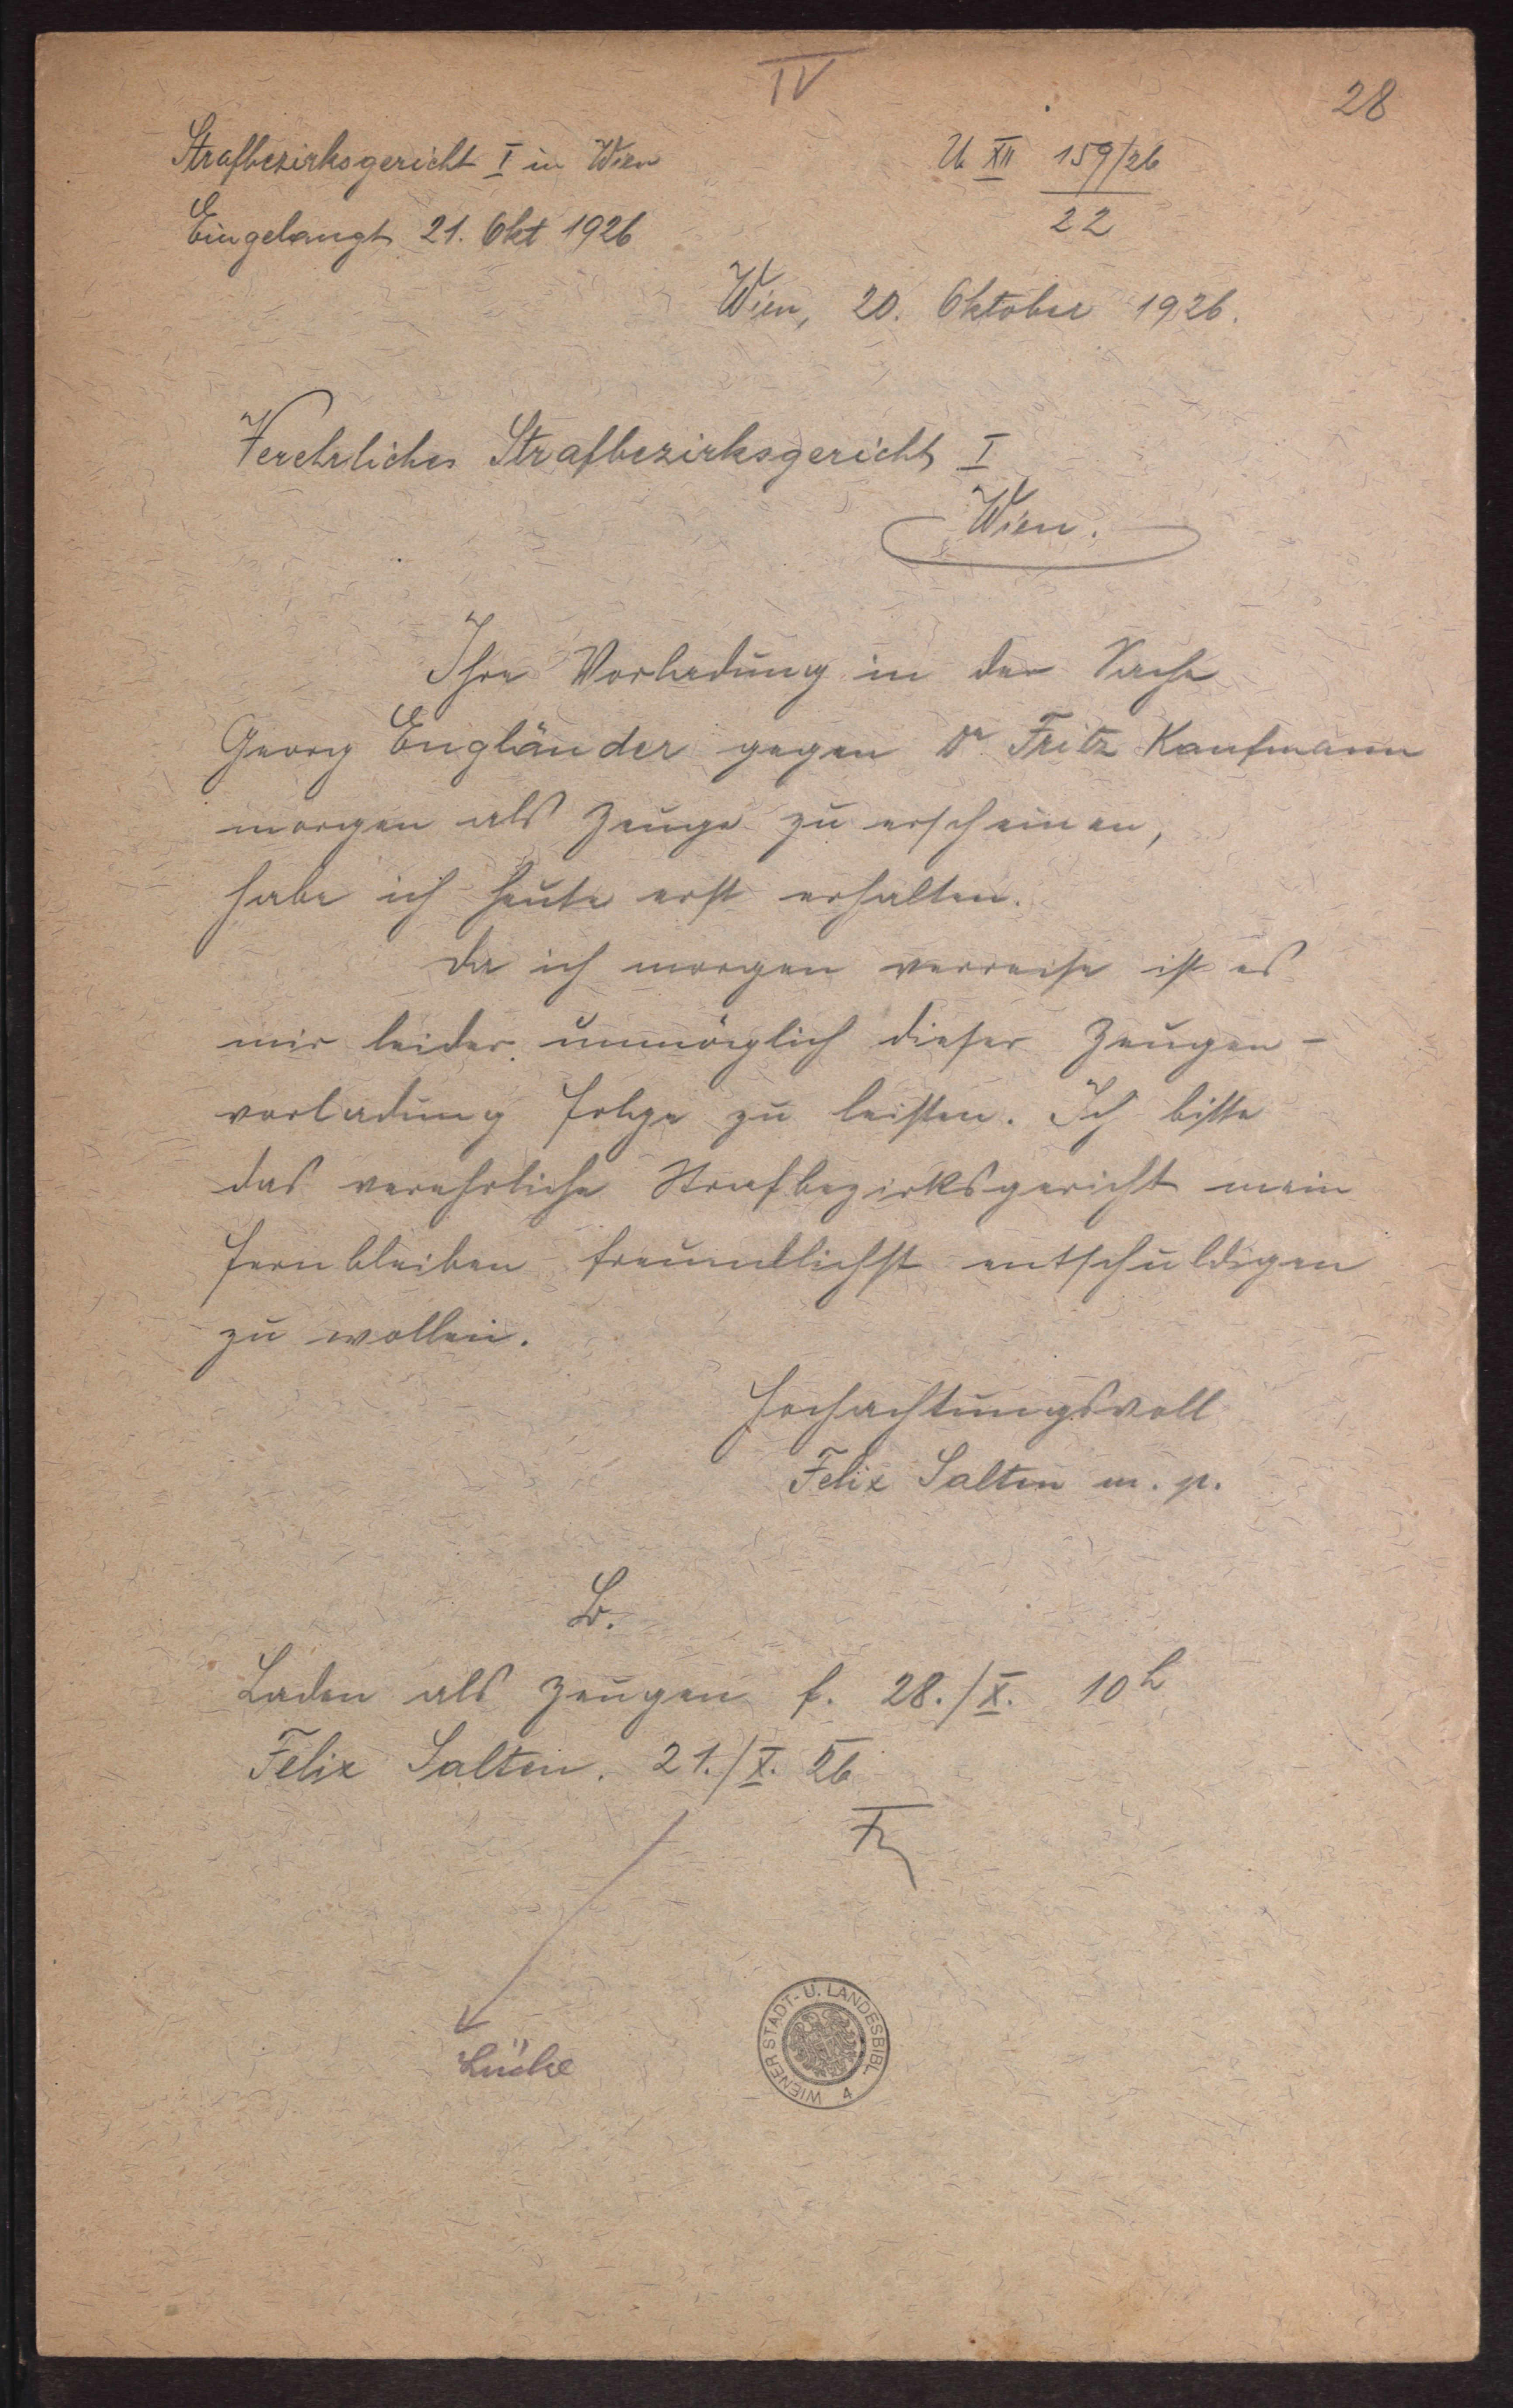 IV
28
Strafbezirksgericht I in Wien
U XII 159/26
22
Eingelangt 21. Okt 1926
Wien, 20. Oktober 1926.
Verehrliches Strafbezirksgericht I
Wien.
Ihre Vorladung in der Sache
Georg Engländer gegen Dr Fritz Kaufmann
morgen als Zeuge zu erscheinen,
habe ich heute erst erhalten.
Da ich morgen verreise ist es
mir leider unmöglich dieser Zeugen-
vorladung folge zu leisten. Ich bitte
das verehrliche Strafbezirksgericht mein
Fernbleiben freundlichst entschuldigen
zu wollen.
Hochachtungsvoll
Felix Salten m. p.
B.
Laden als Zeugen f. 28./X. 10h
Felix Salten. 21./X. 26
Lücke
WIENER STADT- U. LANDESBIBL. 4